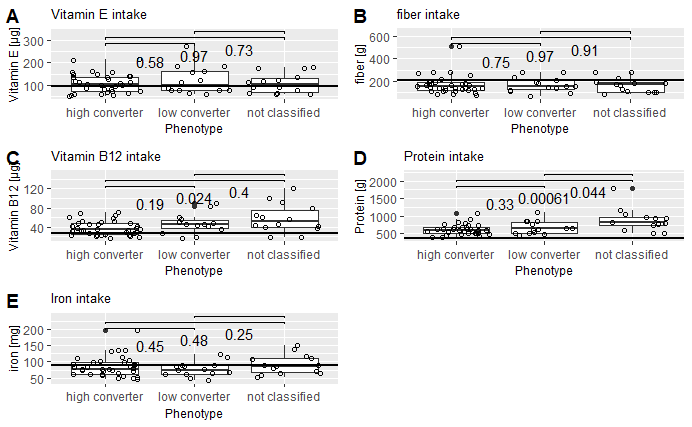 A
Vitamin E intake
Vitamin E [µg]
300
200
100
0.58
0.97
0.73
high converter
low converter
not classified
Phenotype
B
fiber intake
fiber [g]
400
200
0.75
0.97
0.91
high converter
low converter
not classified
Phenotype
C
Vitamin B12 intake
Vitamin B12 [µg]
120
80
40
0.19
0.024
0.4
high converter
low converter
not classified
Phenotype
D
Protein intake
Protein [g]
2000
1500
1000
500
0.33
0.00061
0.044
high converter
low converter
not classified
Phenotype
E
Iron intake
iron [mg]
200
150
100
50
0.45
0.48
0.25
high converter
low converter
not classified
Phenotype